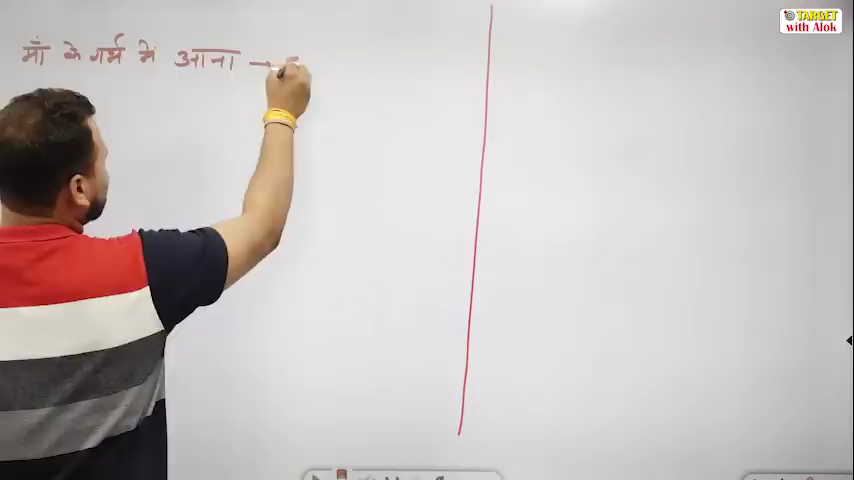 माँ के गर्भ में आना →
TARGET
with Alok